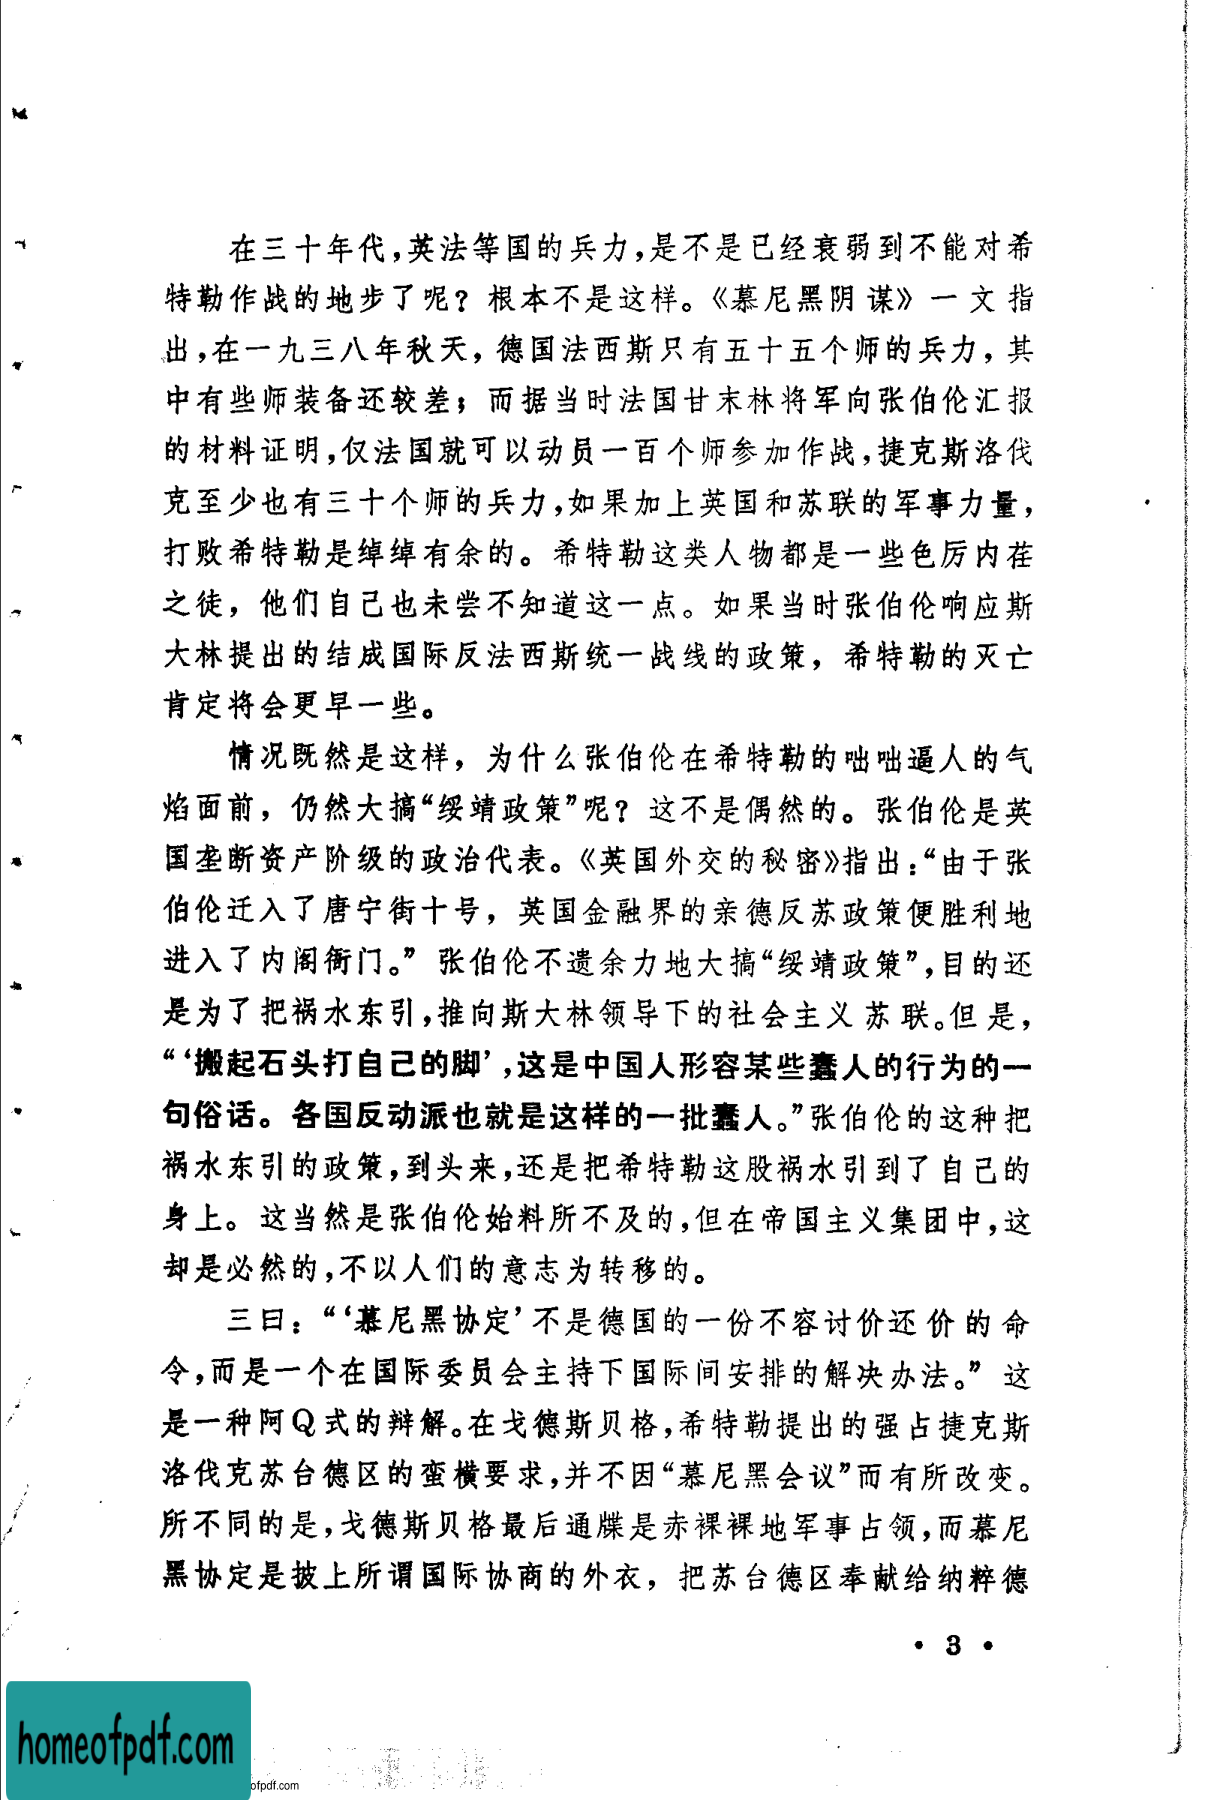 在三十年代，英法等国的兵力，是不是已经衰弱到不能对希
特勒作战的地步了呢？根本不是这样。《慕尼黑阴谋》一文指
出，在一九三八年秋天，德国法西斯只有五十五个师的兵力，其
中有些师装备还较差；而据当时法国甘末林将军向张伯伦汇报
的材料证明，仅法国就可以动员一百个师参加作战，捷克斯洛伐
克至少也有三十个师的兵力，如果加上英国和苏联的军事力量，
打败希特勒是绰绰有余的。希特勒这类人物都是一些色厉内荏
之徒，他们自己也未尝不知道这一点。如果当时张伯伦响应斯
大林提出的结成国际反法西斯统一战线的政策，希特勒的灭亡
肯定将会更早一些。
情况既然是这样，为什么张伯伦在希特勒的咄咄逼人的气
焰面前，仍然大搞“绥靖政策”呢？这不是偶然的。张伯伦是英
国垄断资产阶级的政治代表。《英国外交的秘密》指出：“由于张
伯伦迁入了唐宁街十号，英国金融界的亲德反苏政策便胜利地
进入了内阁衙门。”张伯伦不遗余力地大搞“绥靖政策”，目的还
是为了把祸水东引，推向斯大林领导下的社会主义苏联。但是，
“‘搬起石头打自己的脚’，这是中国人形容某些蠢人的行为的一
句俗话。各国反动派也就是这样的一批蠢人。”张伯伦的这种把
祸水东引的政策，到头来，还是把希特勒这股祸水引到了自己的
身上。这当然是张伯伦始料所不及的，但在帝国主义集团中，这
却是必然的，不以人们的意志为转移的。
三曰：“‘慕尼黑协定’不是德国的一份不容讨价还价的命
令，而是一个在国际委员会主持下国际间安排的解决办法。”这
是一种阿Q式的辩解。在戈德斯贝格，希特勒提出的强占捷克斯
洛伐克苏台德区的蛮横要求，并不因“慕尼黑会议”而有所改变。
所不同的是，戈德斯贝格最后通牒是赤裸裸地军事占领，而慕尼
黑协定是披上所谓国际协商的外衣，把苏台德区奉献给纳粹德
• 3 •
homeofpdf.com
ofpdf.com